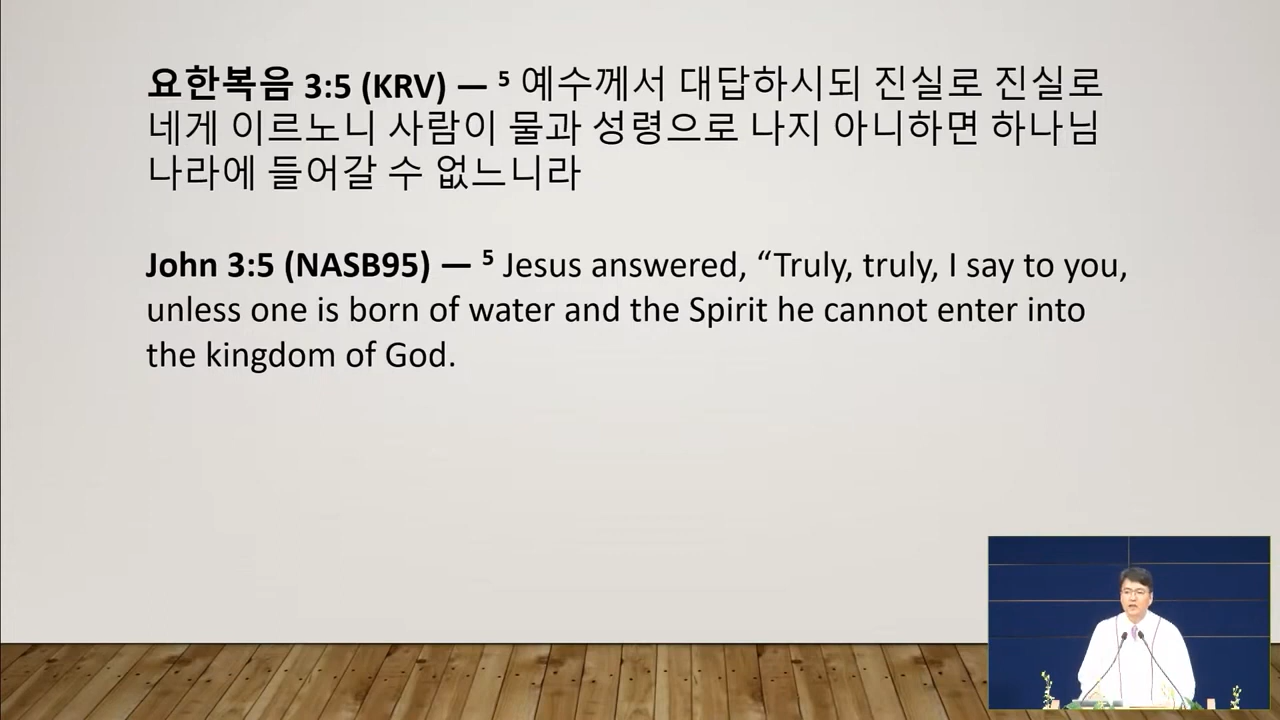 요한복음 3:5 (KRV) — ⁵ 예수께서 대답하시되 진실로 진실로
네게 이르노니 사람이 물과 성령으로 나지 아니하면 하나님
나라에 들어갈 수 없느니라
John 3:5 (NASB95) — ⁵ Jesus answered, “Truly, truly, I say to you,
unless one is born of water and the Spirit he cannot enter into
the kingdom of God.